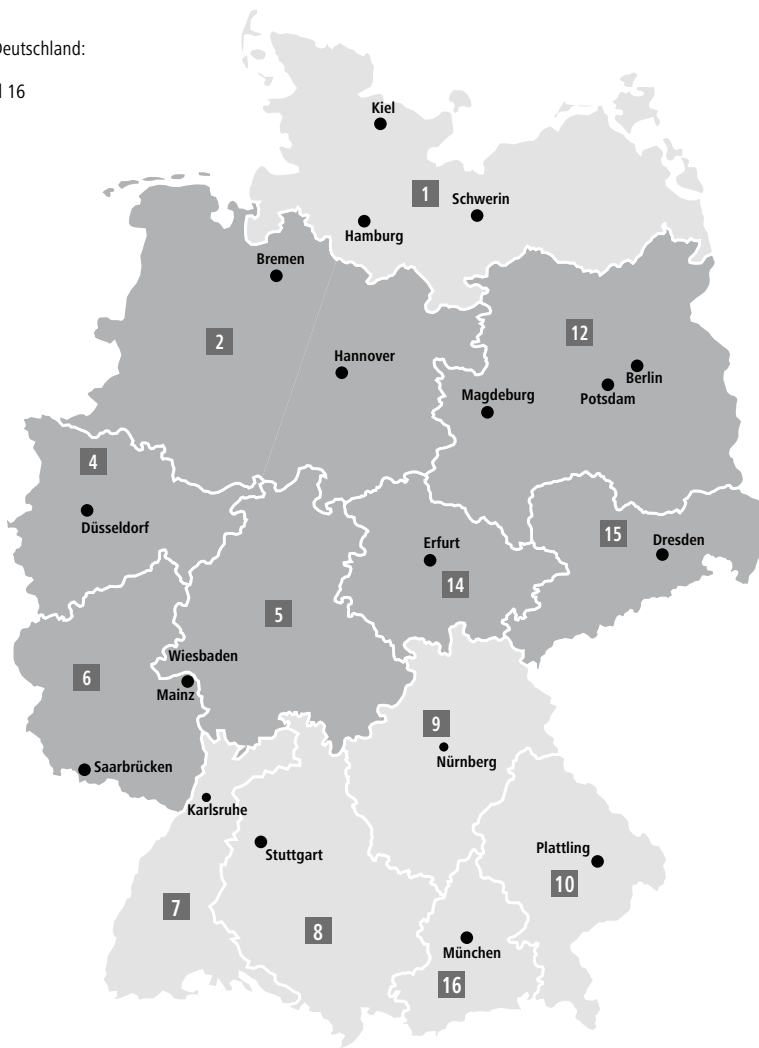 Deutschland:
16
Kiel
1
Schwerin
Hamburg
Bremen
2
12
Hannover
Berlin
Potsdam
Magdeburg
4
Düsseldorf
15
Dresden
Erfurt
14
5
Wiesbaden
6
Mainz
9
Nürnberg
Saarbrücken
Karlsruhe
Stuttgart
Plattling
10
7
8
München
16